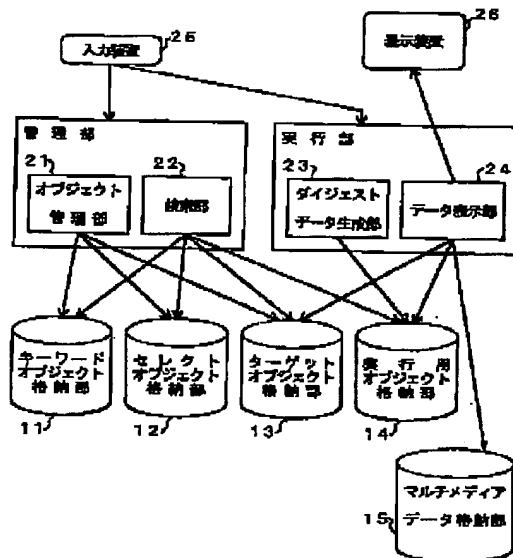 26
25
入力装置
表示装置
管理部
実行部
21
22
23
24
オブジェクト
管理部
検索部
ダイジェスト
データ生成部
データ表示部
キーワード
オブジェクト
格納部
セレクト
オブジェクト
格納部
ターゲット
オブジェクト
格納部
実行用
オブジェクト
格納部
11
12
13
14
マルチメディア
データ格納部
15